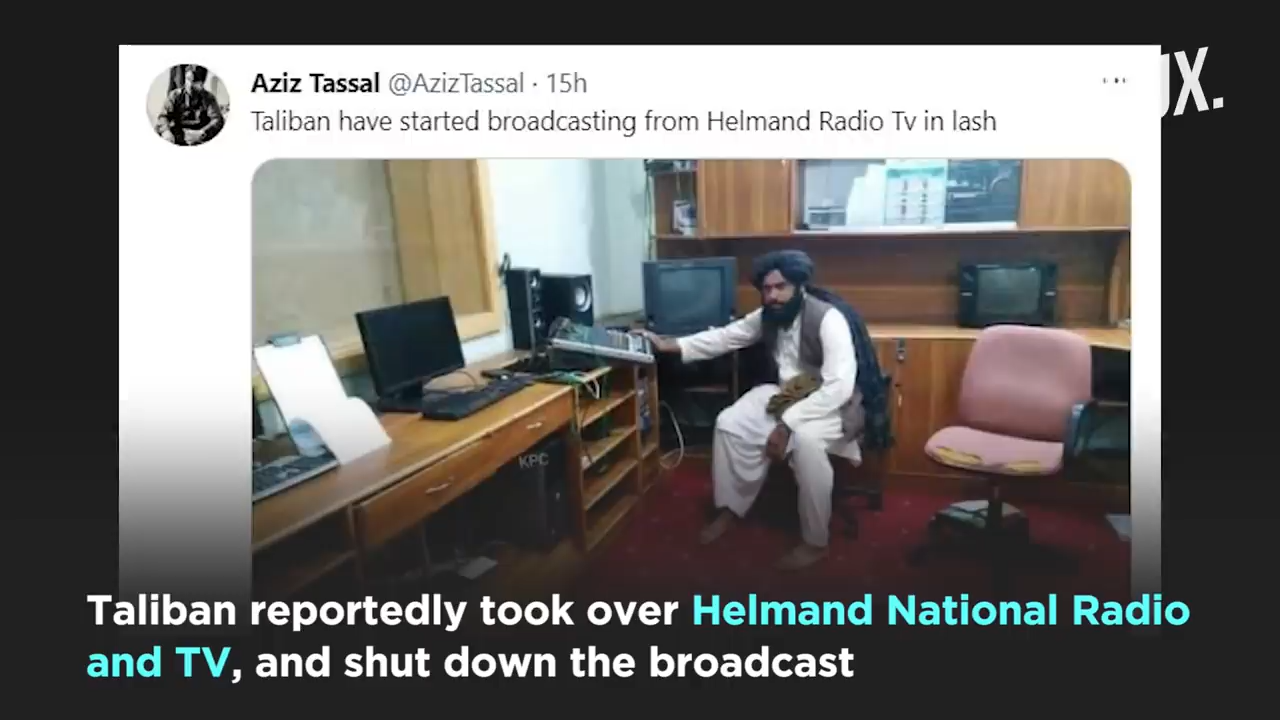 Aziz Tassal @AzizTassal · 15h
UX.
Taliban have started broadcasting from Helmand Radio Tv in lash
KPC
Taliban reportedly took over Helmand National Radio
and TV, and shut down the broadcast